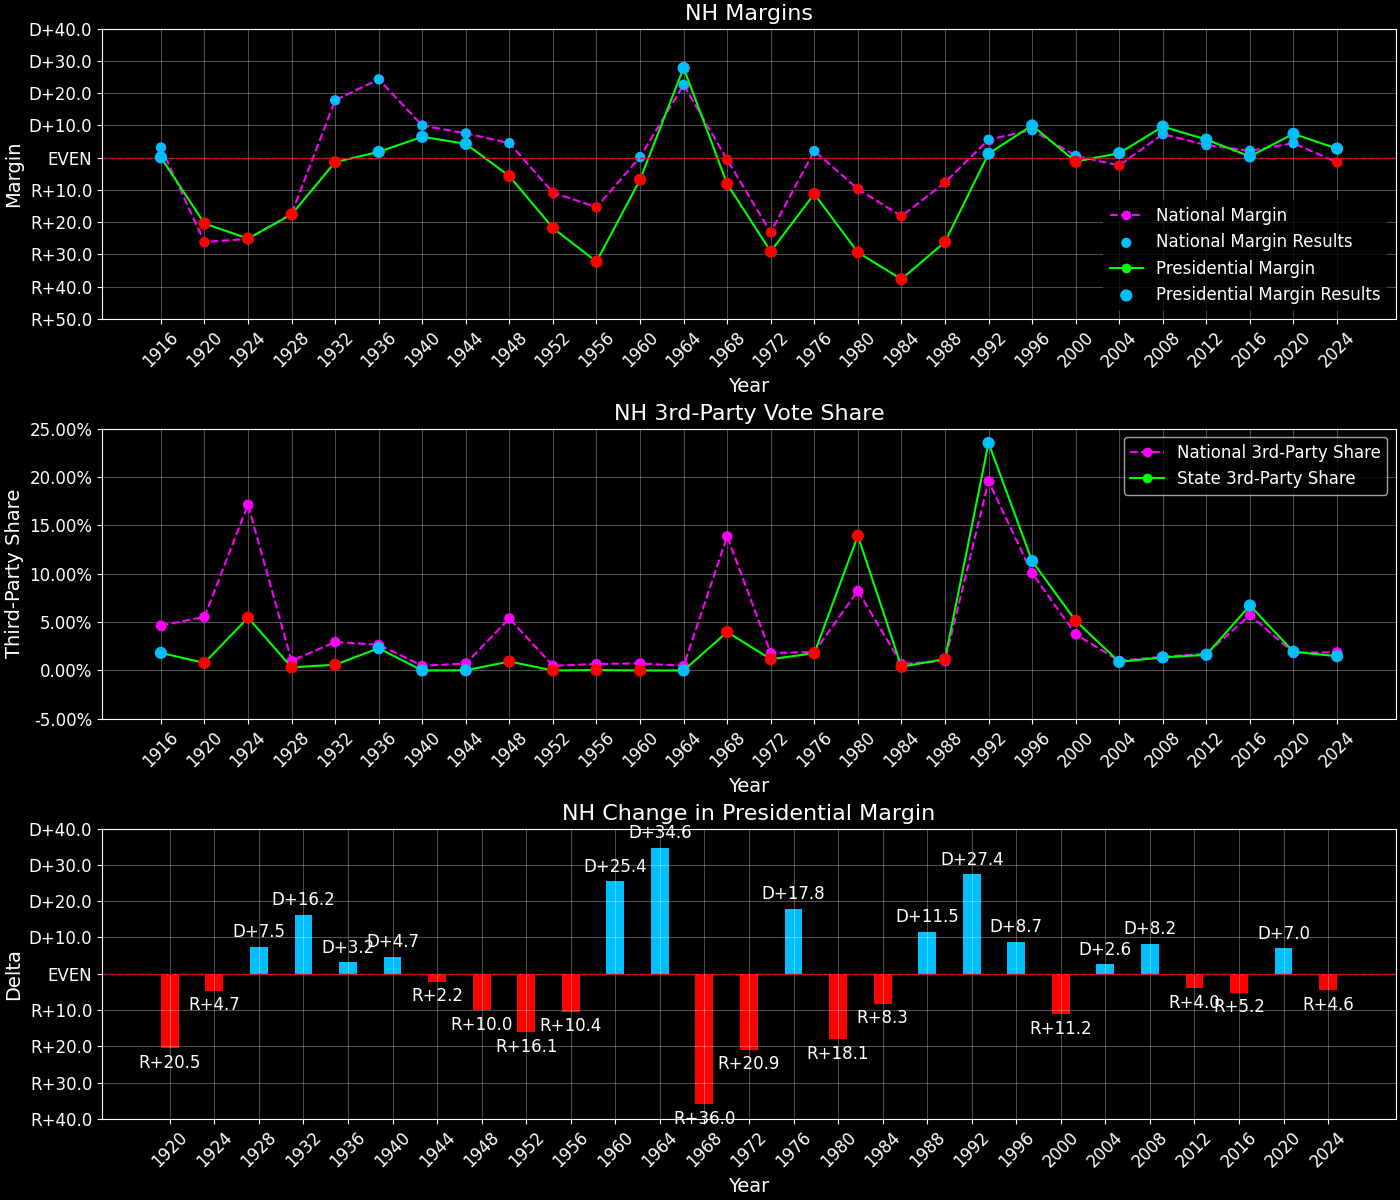 NH Margins
D+40.0
D+30.0
D+20.0
D+10.0
EVEN
R+10.0
R+20.0
R+30.0
R+40.0
R+50.0
Margin
National Margin
National Margin Results
Presidential Margin
Presidential Margin Results
1916 1920 1924 1928 1932 1936 1940 1944 1948 1952 1956 1960 1964 1968 1972 1976 1980 1984 1988 1992 1996 2000 2004 2008 2012 2016 2020 2024
Year
NH 3rd-Party Vote Share
25.00%
20.00%
15.00%
10.00%
5.00%
0.00%
-5.00%
Third-Party Share
National 3rd-Party Share
State 3rd-Party Share
1916 1920 1924 1928 1932 1936 1940 1944 1948 1952 1956 1960 1964 1968 1972 1976 1980 1984 1988 1992 1996 2000 2004 2008 2012 2016 2020 2024
Year
NH Change in Presidential Margin
D+40.0
D+30.0
D+20.0
D+10.0
EVEN
R+10.0
R+20.0
R+30.0
R+40.0
Delta
R+20.5
R+4.7
D+7.5
D+16.2
D+3.2
D+4.7
R+2.2
R+10.0
R+16.1
R+10.4
D+25.4
D+34.6
R+36.0
R+20.9
D+17.8
R+18.1
R+8.3
D+11.5
D+27.4
D+8.7
R+11.2
D+2.6
D+8.2
R+4.0
R+5.2
D+7.0
R+4.6
1920 1924 1928 1932 1936 1940 1944 1948 1952 1956 1960 1964 1968 1972 1976 1980 1984 1988 1992 1996 2000 2004 2008 2012 2016 2020 2024
Year